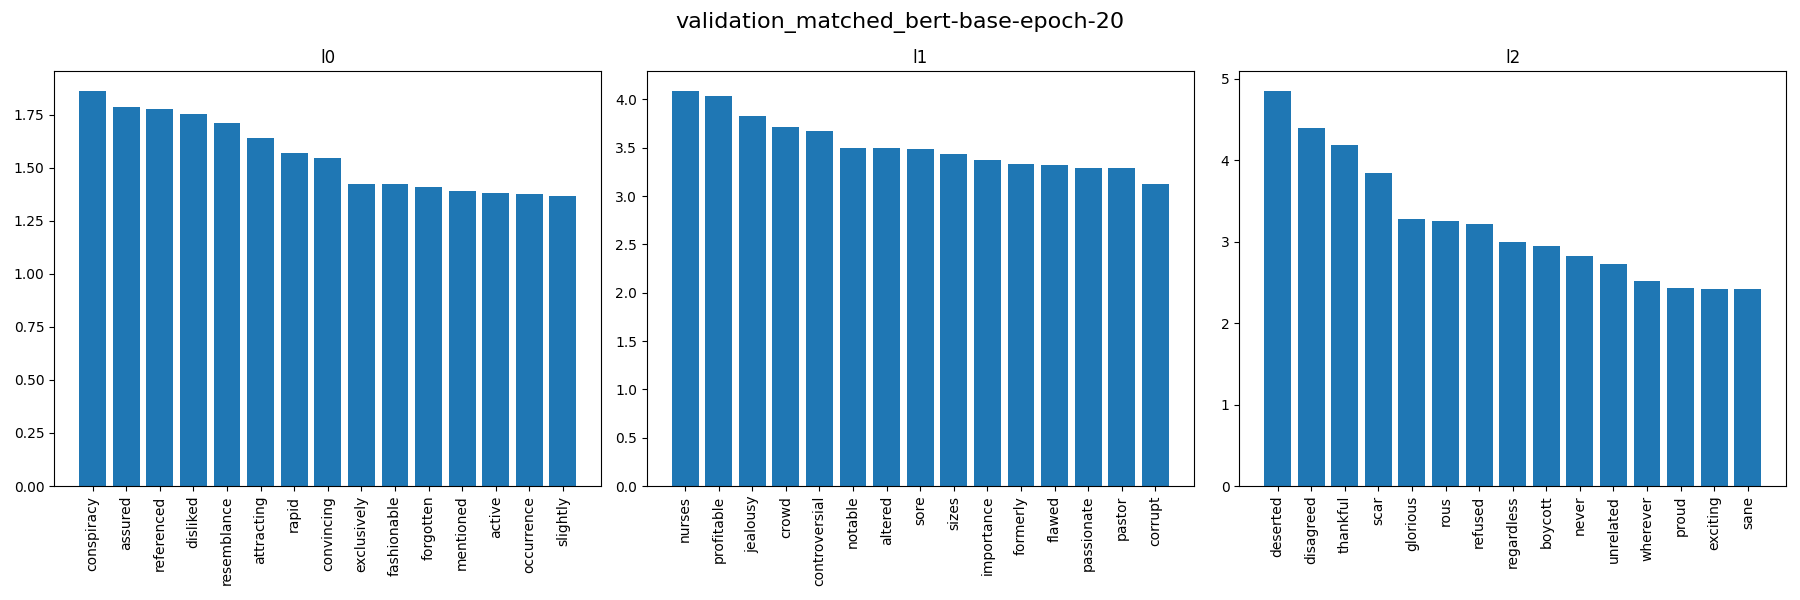 validation_matched_bert-base-epoch-20
l0
1.75
1.50
1.25
1.00
0.75
0.50
0.25
0.00
conspiracy
assured
referenced
disliked
resemblance
attracting
rapid
convincing
exclusively
fashionable
forgotten
mentioned
active
occurrence
slightly
l1
4.0
3.5
3.0
2.5
2.0
1.5
1.0
0.5
0.0
nurses
profitable
jealousy
crowd
controversial
notable
altered
sore
sizes
importance
formerly
flawed
passionate
pastor
corrupt
l2
5
4
3
2
1
0
deserted
disagreed
thankful
scar
glorious
rous
refused
regardless
boycott
never
unrelated
wherever
proud
exciting
sane